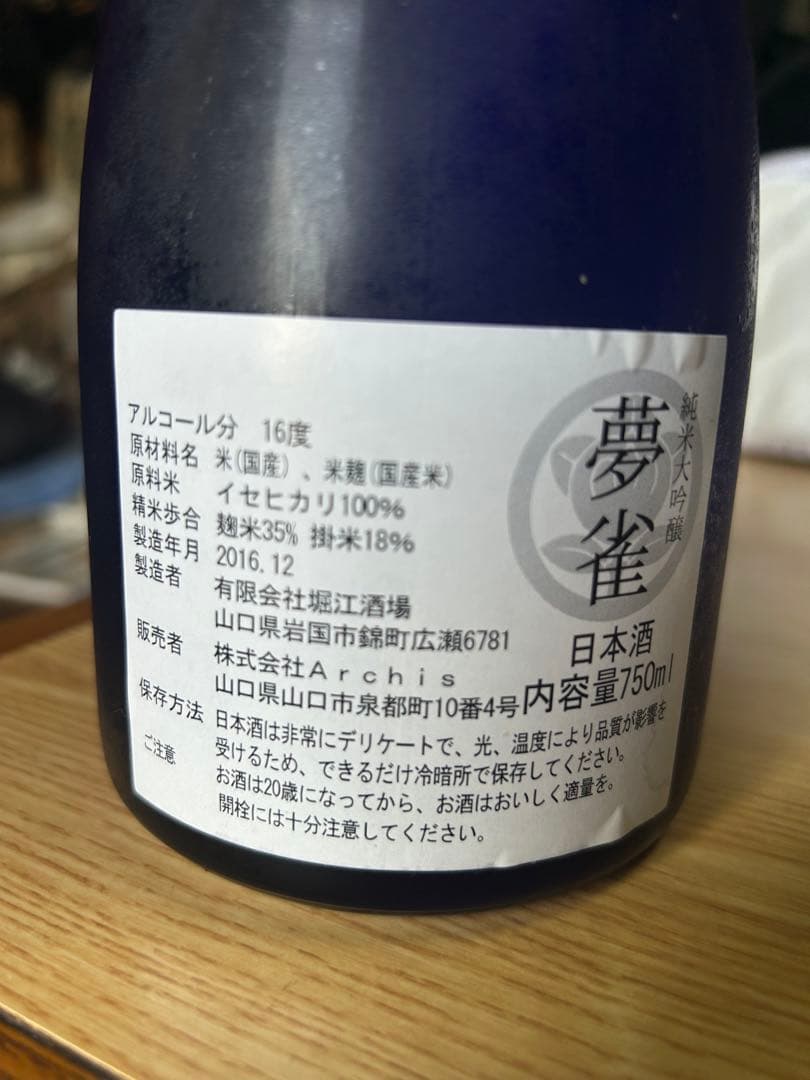 アルコール分 16度
原材料名 米(国産)、米麹(国産米)
原料米 イセヒカリ100%
精米歩合 麹米35% 掛米18%
製造年月 2016.12
製造者 有限会社堀江酒場
山口県岩国市錦町広瀬6781
販売者 株式会社Archis
山口県山口市泉都町10番4号
保存方法 日本酒は非常にデリケートで、光、温度により品質が影響を
受けるため、できるだけ冷暗所で保存してください。
ご注意 お酒は20歳になってから、お酒はおいしく適量を。
開栓には十分注意してください。
純米大吟醸
夢雀
日本酒
内容量750ml